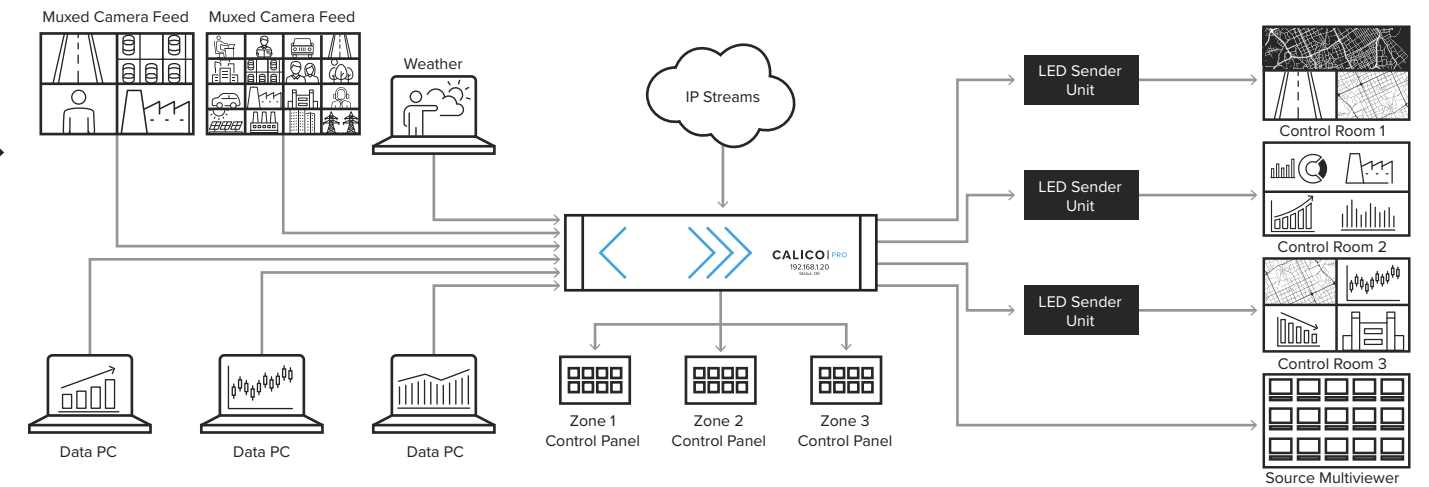 Muxed Camera Feed
Muxed Camera Feed
Weather
IP Streams
LED Sender
Unit
Control Room 1
LED Sender
Unit
Control Room 2
CALICO|PRO
192.168.1.20
Status: OK
LED Sender
Unit
Control Room 3
Data PC
Data PC
Data PC
Zone 1
Control Panel
Zone 2
Control Panel
Zone 3
Control Panel
Source Multiviewer